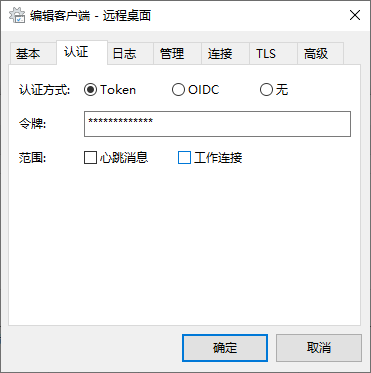 编辑客户端 - 远程桌面
基本 认证 日志 管理 连接 TLS 高级
认证方式: Token OIDC 无
令牌: *************
范围: 心跳消息 工作连接
确定 取消